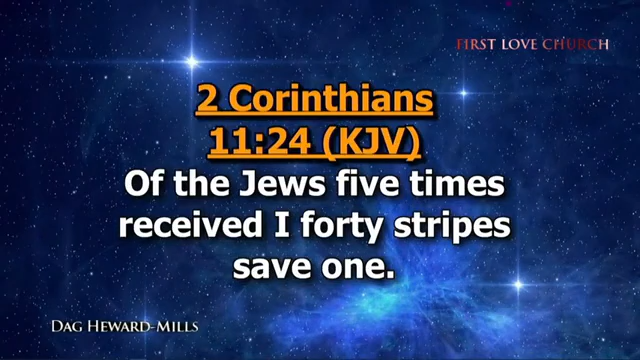 FIRST LOVE CHURCH
2 Corinthians
11:24 (KJV)
Of the Jews five times
received I forty stripes
save one.
DAG HEWARD-MILLS